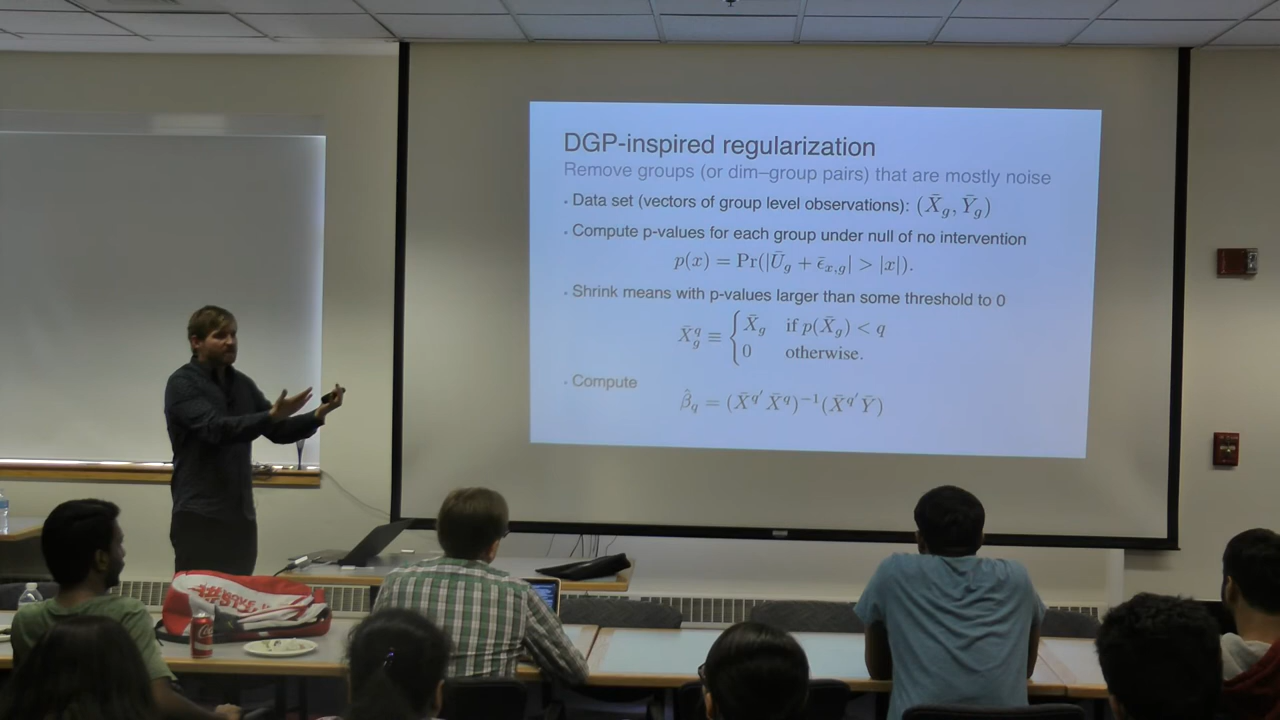 DGP-inspired regularization
Remove groups (or dim–group pairs) that are mostly noise
· Data set (vectors of group level observations): (X̄_g, Ȳ_g)
· Compute p-values for each group under null of no intervention
p(x) = Pr(|Ū_g + ε̄_{x,g}| > |x|).
· Shrink means with p-values larger than some threshold to 0
X̄_g^q ≡ { X̄_g if p(X̄_g) < q
0 otherwise.
· Compute
β̂_q = (X̄^{q′} X̄^q)^{−1}(X̄^{q′} Ȳ)